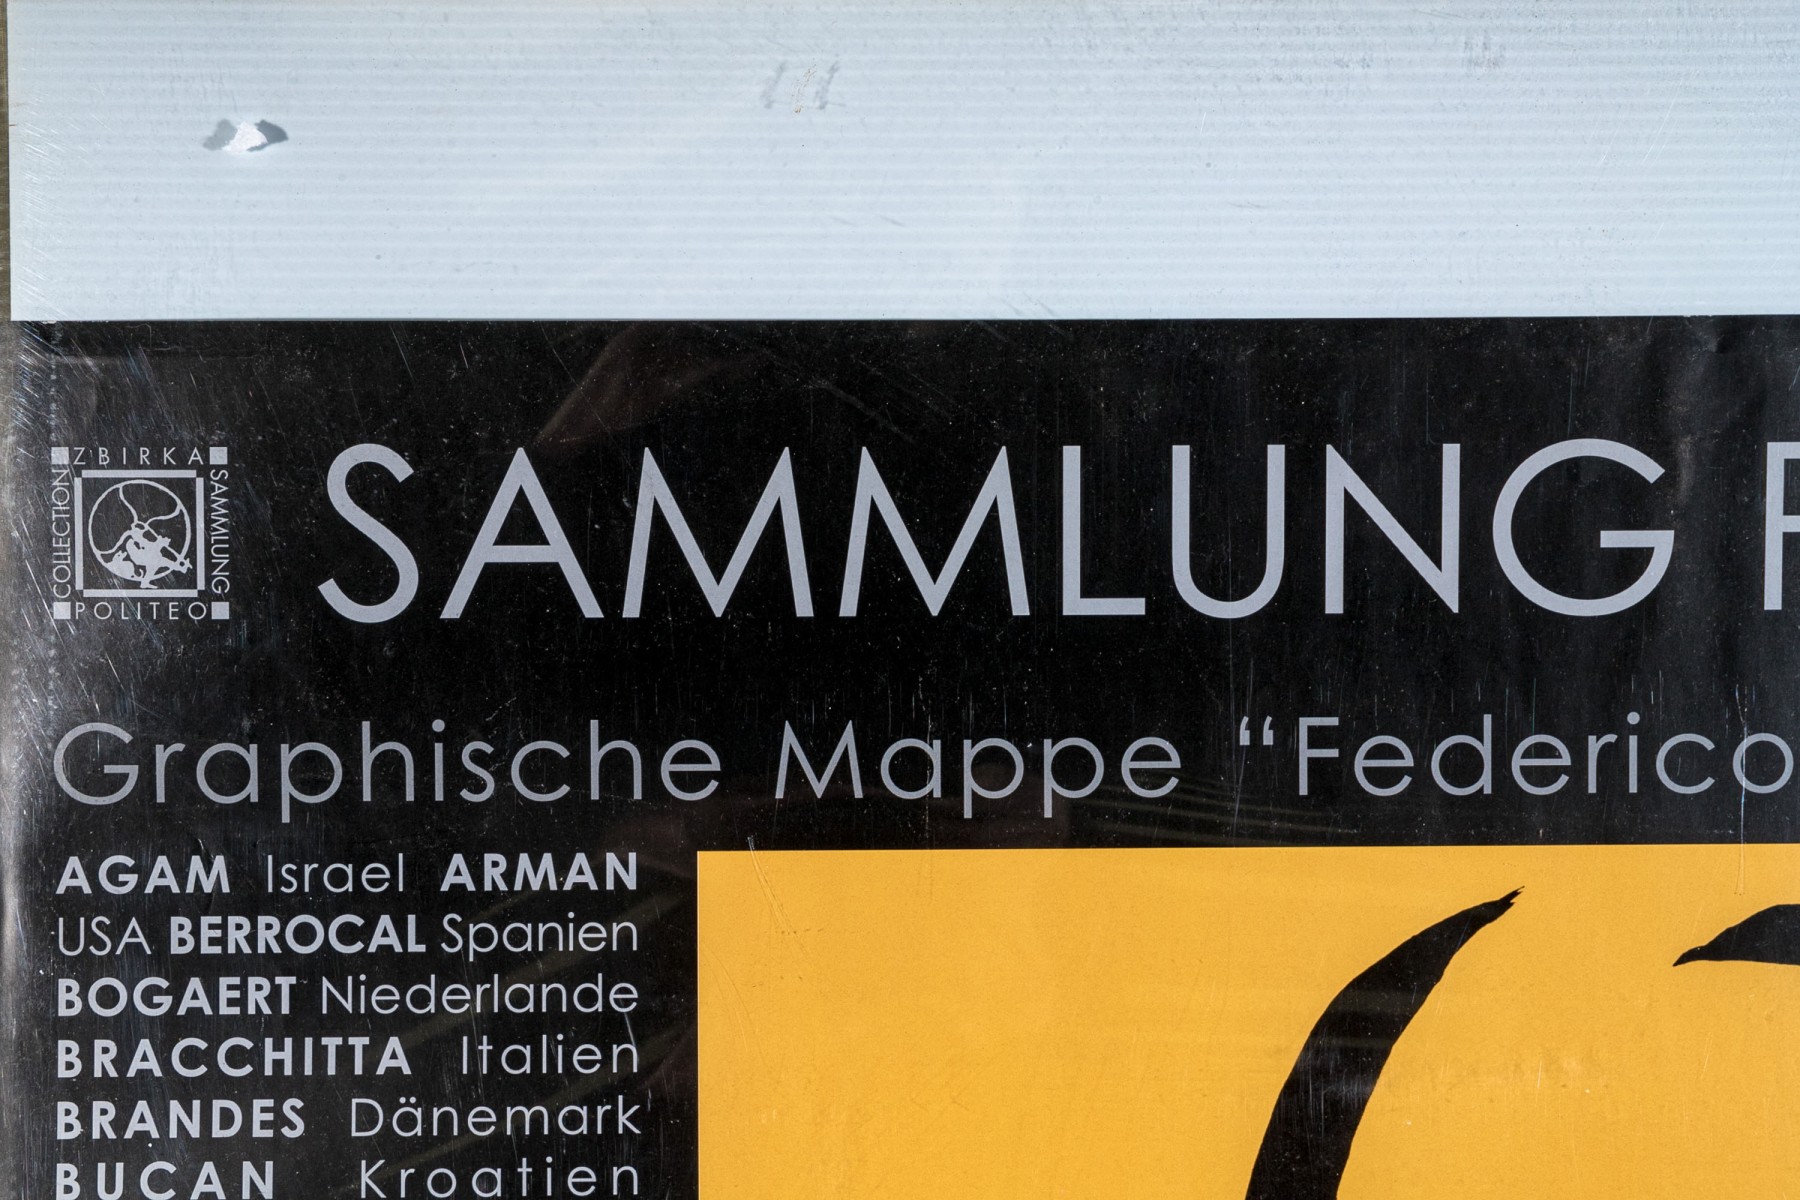 ZBIRKA
COLLECTION
SAMMLUNG
POLITEO
SAMMLUNG P
Graphische Mappe “Federico
AGAM Israel ARMAN
USA BERROCAL Spanien
BOGAERT Niederlande
BRACCHITTA Italien
BRANDES Dänemark
BUCAN Kroatien